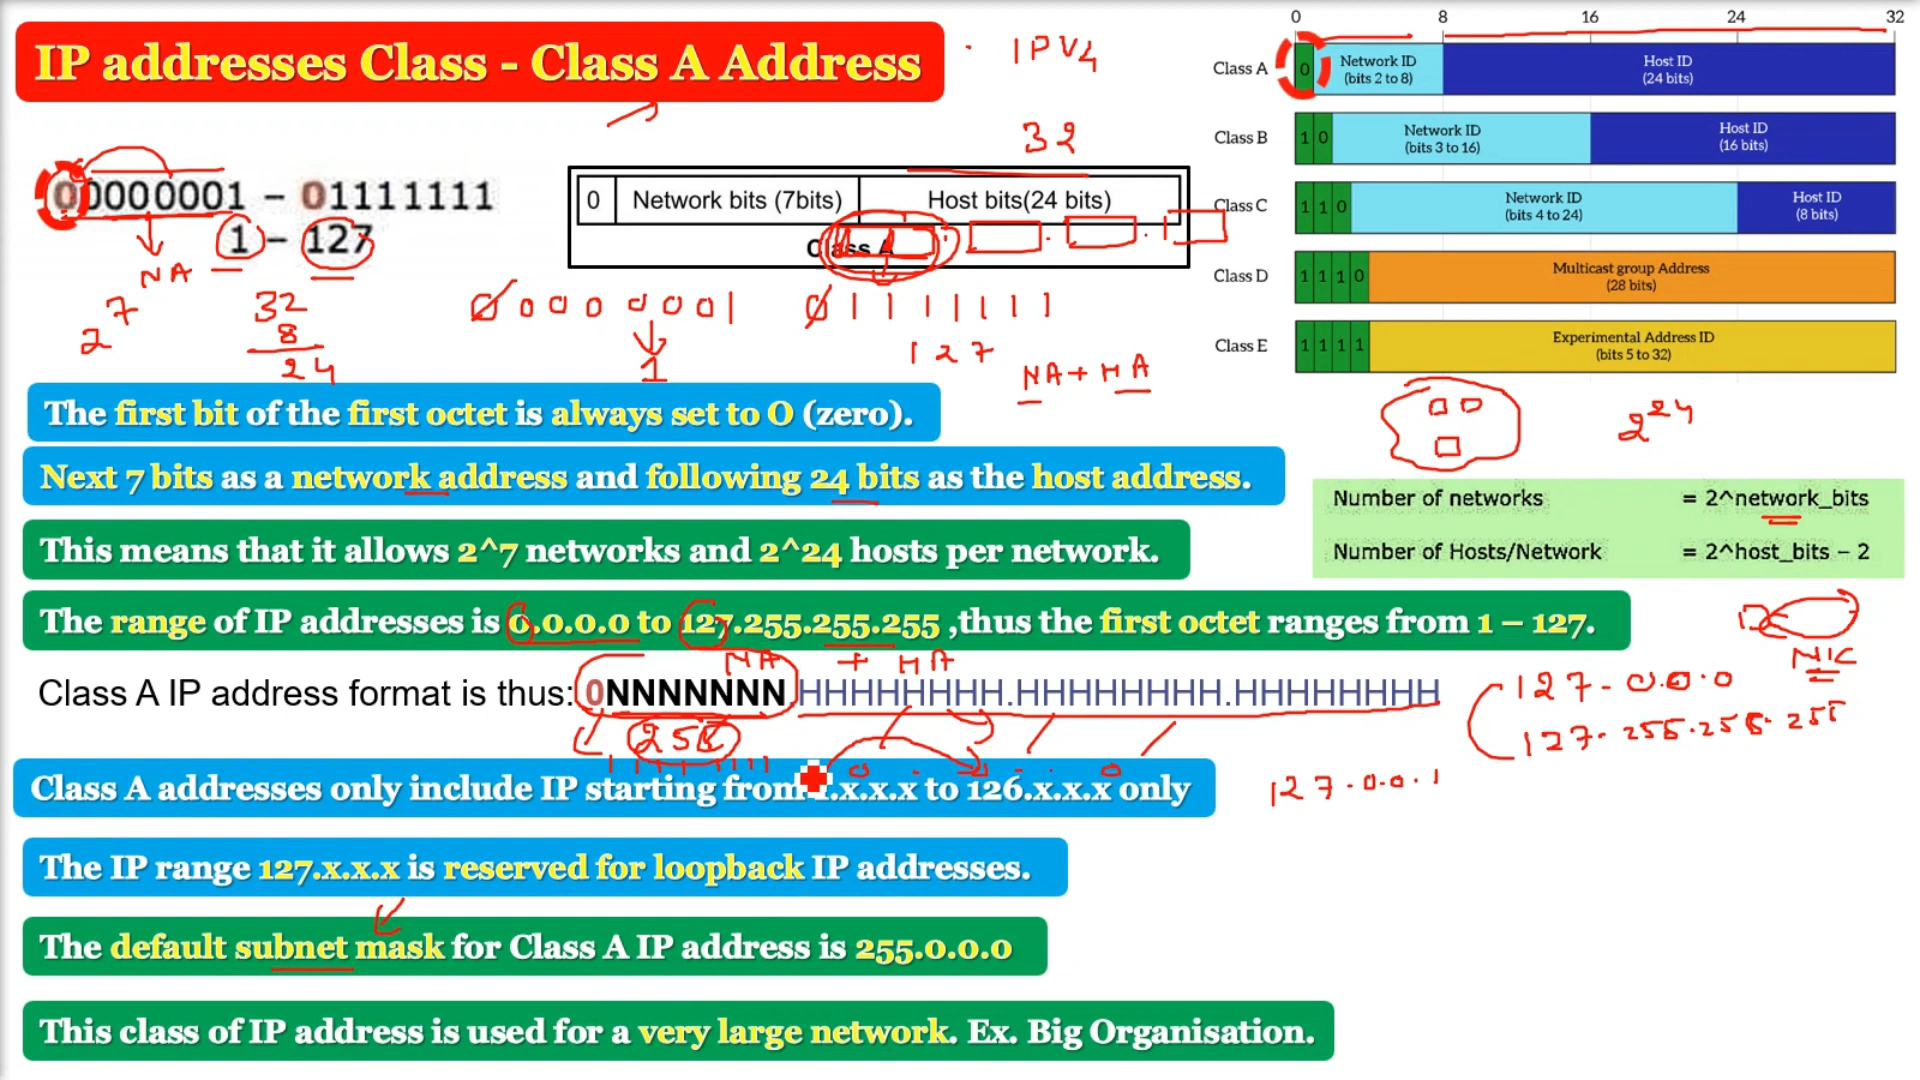 IP addresses Class - Class A Address
IPV4
32
00000001 - 01111111
1 - 127
NA
2^7
32
8
24
0 Network bits (7bits) Host bits(24 bits)
Class A
0 0 0 0 0 0 0 1
1
0 1 1 1 1 1 1 1
127
NA + HA
0 8 16 24 32
Class A 0 Network ID (bits 2 to 8) Host ID (24 bits)
Class B 1 0 Network ID (bits 3 to 16) Host ID (16 bits)
Class C 1 1 0 Network ID (bits 4 to 24) Host ID (8 bits)
Class D 1 1 1 0 Multicast group Address (28 bits)
Class E 1 1 1 1 Experimental Address ID (bits 5 to 32)
2^24
The first bit of the first octet is always set to 0 (zero).
Next 7 bits as a network address and following 24 bits as the host address.
Number of networks = 2^network_bits
Number of Hosts/Network = 2^host_bits - 2
This means that it allows 2^7 networks and 2^24 hosts per network.
The range of IP addresses is 0.0.0.0 to 127.255.255.255 ,thus the first octet ranges from 1 – 127.
NA + HA
NIC
Class A IP address format is thus: 0NNNNNNN.HHHHHHHH.HHHHHHHH.HHHHHHHH
127.0.0.0
127.255.255.255
255
1 1 1 1 1 1 1 1
Class A addresses only include IP starting from 1.x.x.x to 126.x.x.x only
127.0.0.1
The IP range 127.x.x.x is reserved for loopback IP addresses.
The default subnet mask for Class A IP address is 255.0.0.0
This class of IP address is used for a very large network. Ex. Big Organisation.